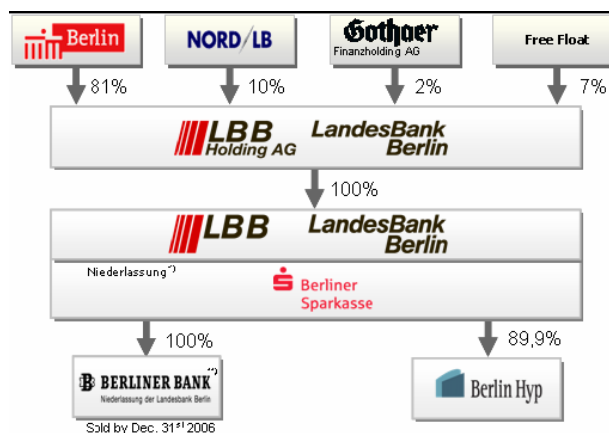 Berlin
NORD/LB
Gothaer
Finanzholding AG
Free Float
81%
10%
2%
7%
LBB
Holding AG
LandesBank
Berlin
100%
LBB
LandesBank
Berlin
Niederlassung*)
Berliner
Sparkasse
100%
89,9%
BERLINER BANK**)
Niederlassung der Landesbank Berlin
Berlin Hyp
Sold by Dec. 31st 2006